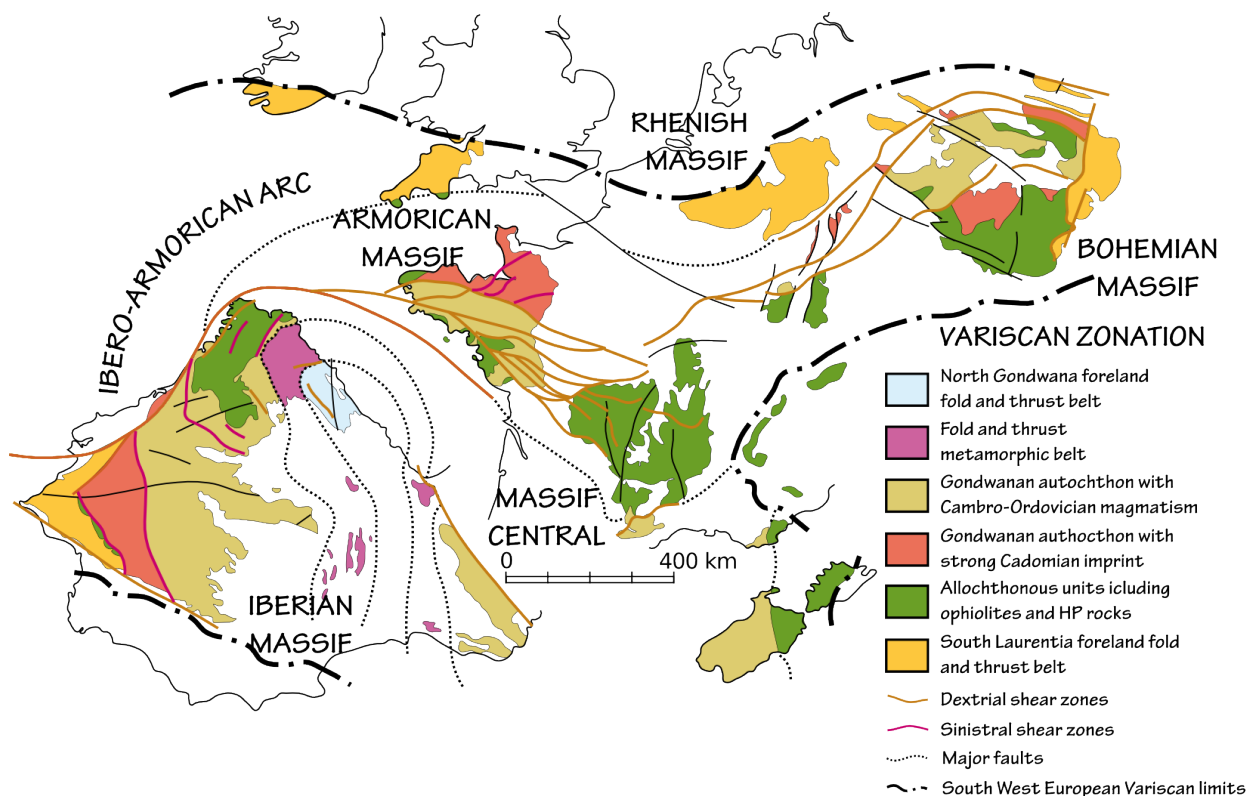 RHENISH
MASSIF
IBERO-ARMORICAN ARC
ARMORICAN
MASSIF
BOHEMIAN
MASSIF
MASSIF
CENTRAL
0 400 km
IBERIAN
MASSIF
VARISCAN ZONATION
North Gondwana foreland
fold and thrust belt
Fold and thrust
metamorphic belt
Gondwanan autochthon with
Cambro-Ordovician magmatism
Gondwanan authocthon with
strong Cadomian imprint
Allochthonous units icluding
ophiolites and HP rocks
South Laurentia foreland fold
and thrust belt
Dextrial shear zones
Sinistral shear zones
Major faults
South West European Variscan limits